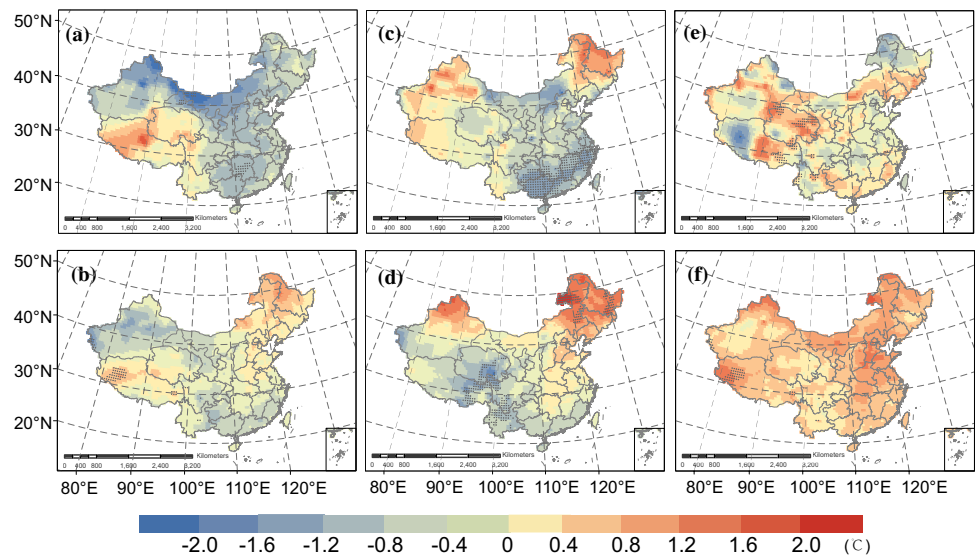 50°N (a) (c) (e)
40°N
30°N
20°N
Kilometers Kilometers Kilometers
0 400 800 1,600 2,400 3,200 0 400 800 1,600 2,400 3,200 0 400 800 1,600 2,400 3,200
50°N (b) (d) (f)
40°N
30°N
20°N
Kilometers Kilometers Kilometers
0 400 800 1,600 2,400 3,200 0 400 800 1,600 2,400 3,200 0 400 800 1,600 2,400 3,200
80°E 90°E 100°E 110°E 120°E 80°E 90°E 100°E 110°E 120°E 80°E 90°E 100°E 110°E 120°E
-2.0 -1.6 -1.2 -0.8 -0.4 0 0.4 0.8 1.2 1.6 2.0 (℃)